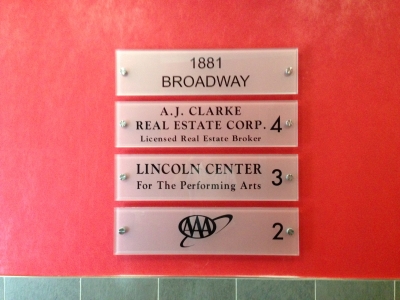 1881
BROADWAY
A.J. CLARKE
REAL ESTATE CORP. 4
Licensed Real Estate Broker
LINCOLN CENTER
For The Performing Arts 3
AAA 2